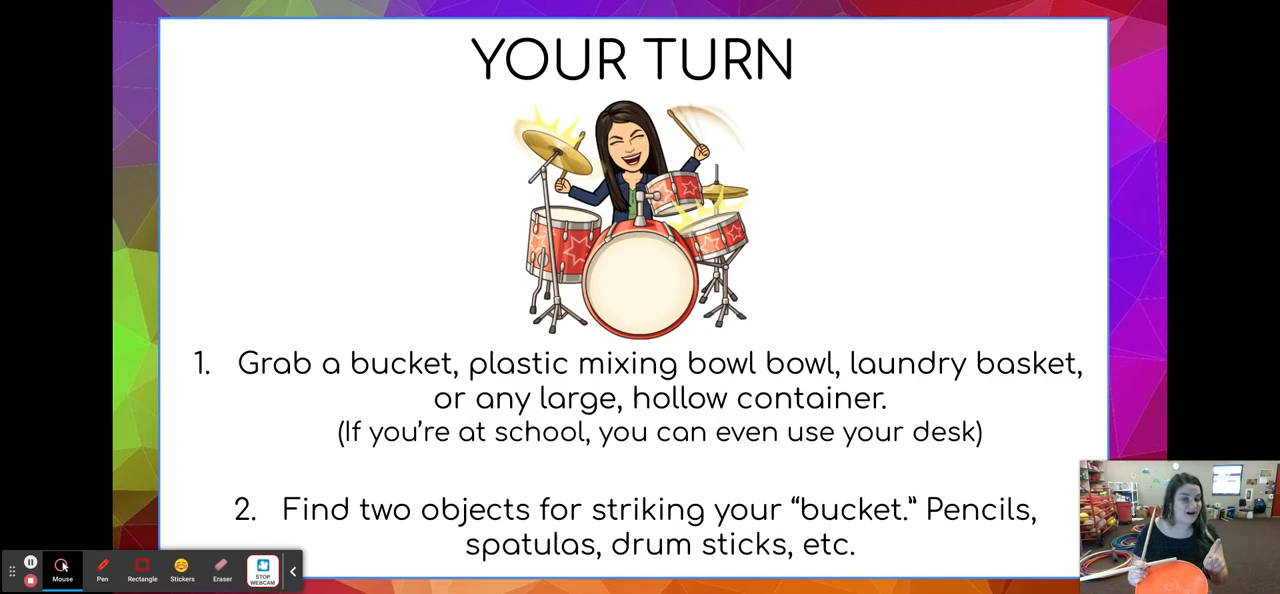 YOUR TURN
1. Grab a bucket, plastic mixing bowl bowl, laundry basket,
or any large, hollow container.
(If you're at school, you can even use your desk)
2. Find two objects for striking your “bucket.” Pencils,
spatulas, drum sticks, etc.
Mouse
Pen
Rectangle
Stickers
Eraser
STOP
WEBCAM